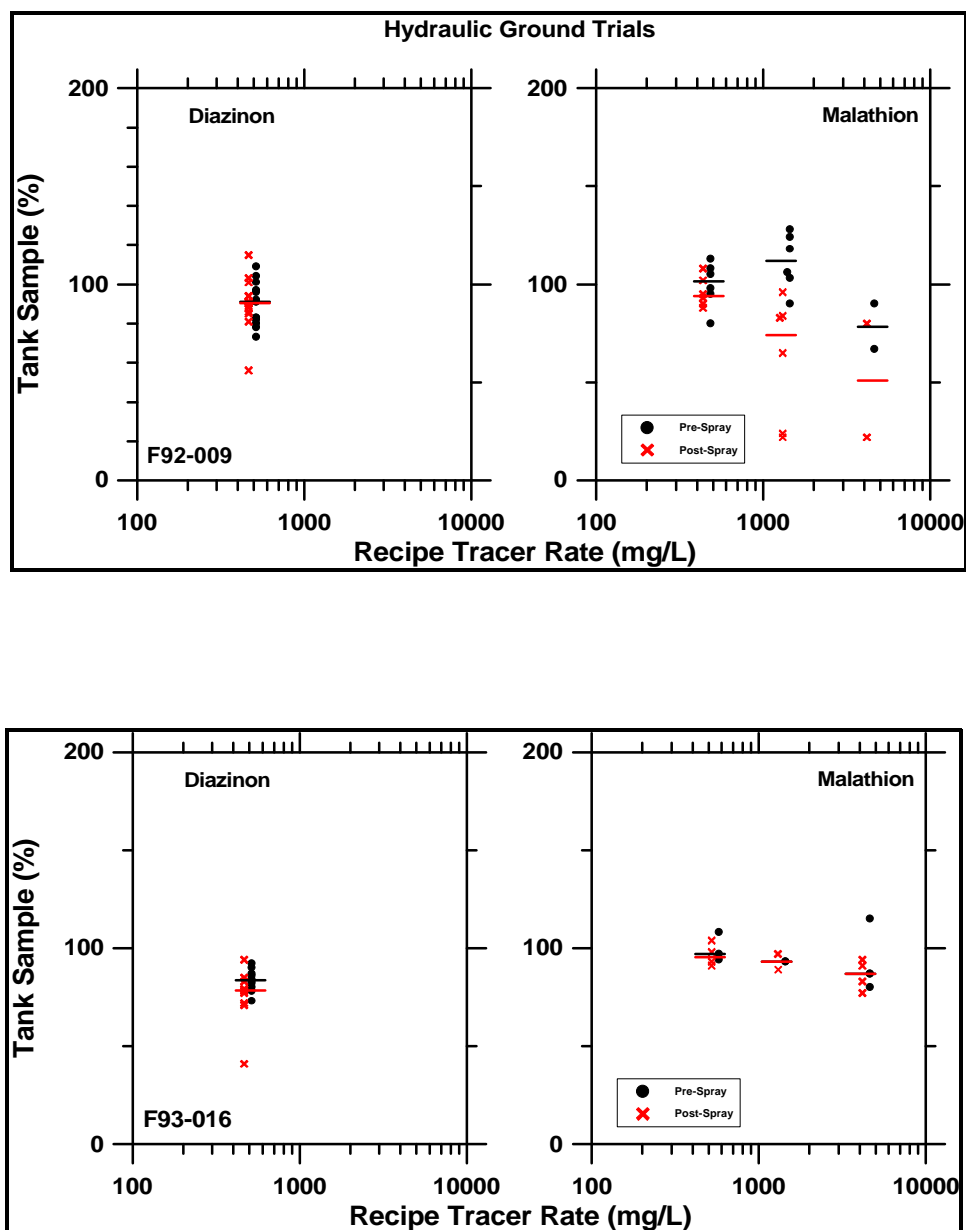 Hydraulic Ground Trials
200
200
Diazinon
Malathion
Tank Sample (%)
100
100
Pre-Spray
Post-Spray
F92-009
0
0
100
1000
10000
100
1000
10000
Recipe Tracer Rate (mg/L)
200
200
Diazinon
Malathion
Tank Sample (%)
100
100
Pre-Spray
Post-Spray
F93-016
0
0
100
1000
10000
100
1000
10000
Recipe Tracer Rate (mg/L)